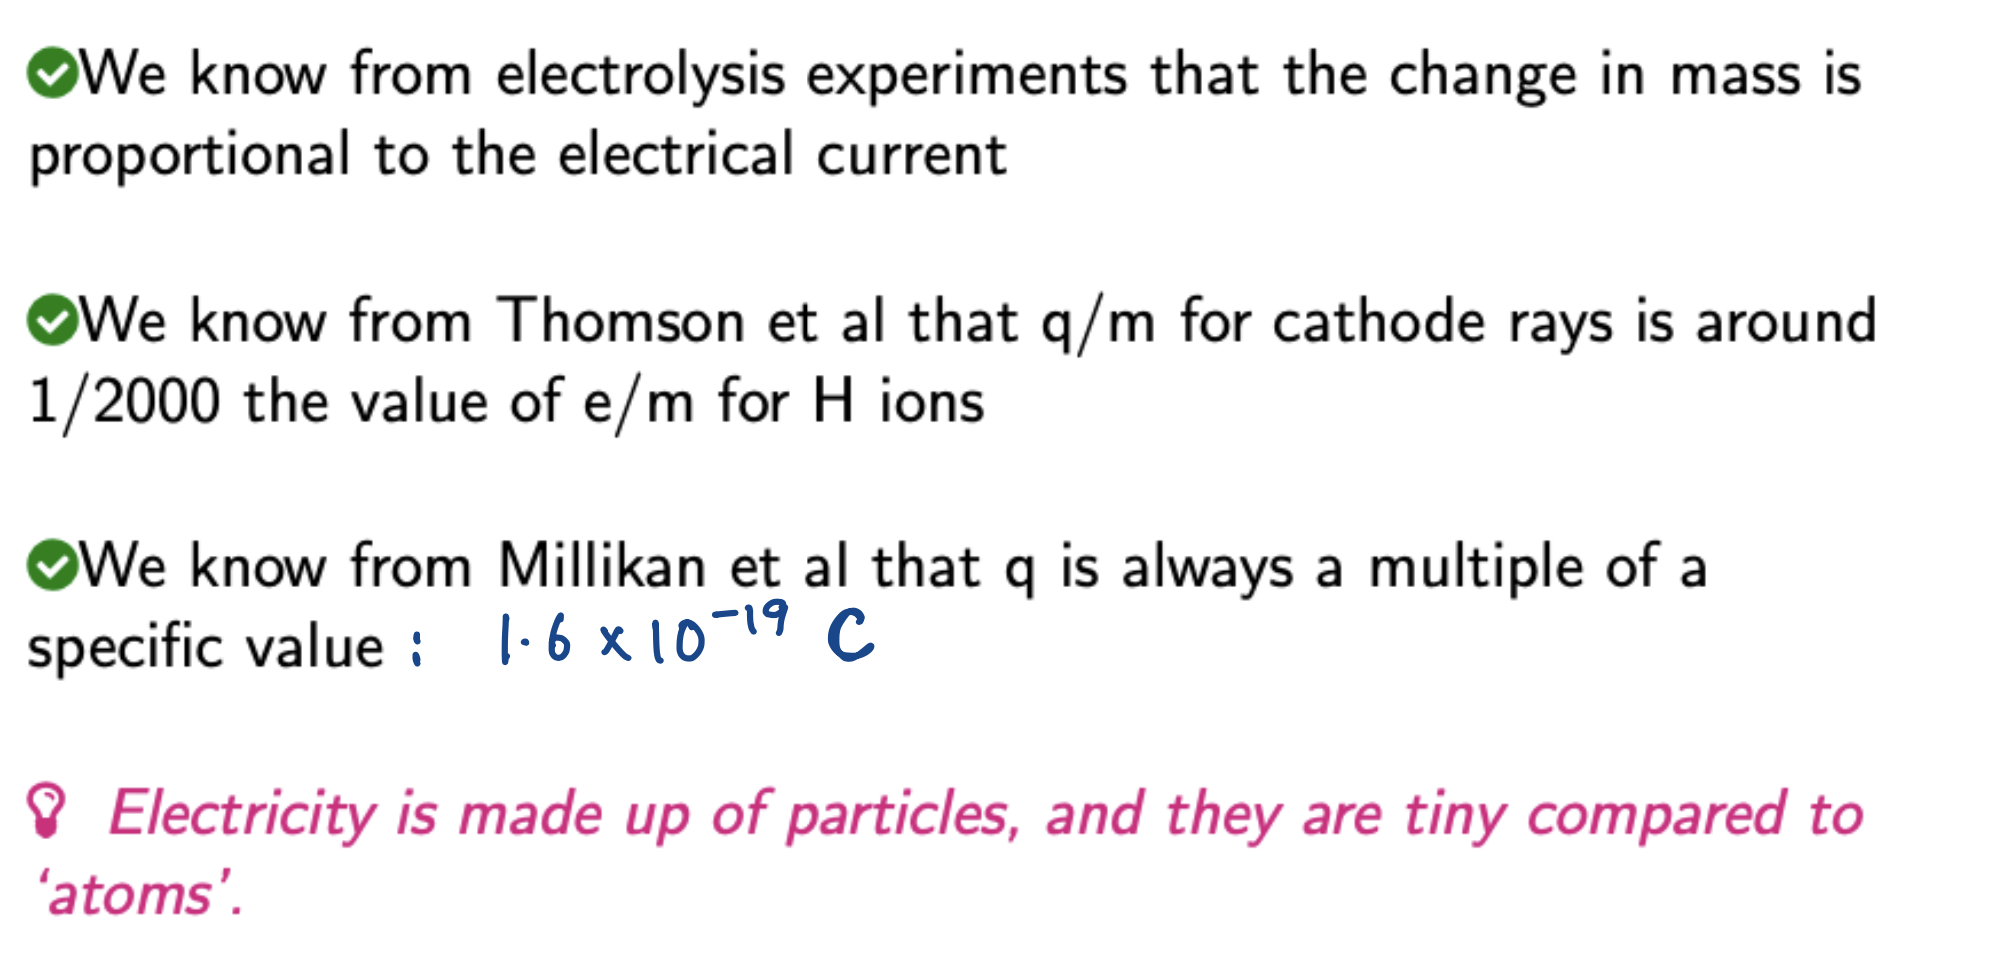 We know from electrolysis experiments that the change in mass is
proportional to the electrical current
We know from Thomson et al that q/m for cathode rays is around
1/2000 the value of e/m for H ions
We know from Millikan et al that q is always a multiple of a
specific value : 1.6 x 10⁻¹⁹ C
Electricity is made up of particles, and they are tiny compared to
‘atoms’.